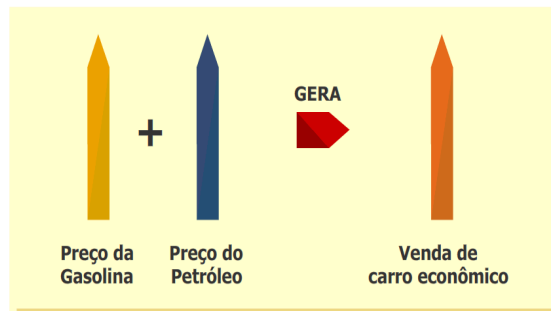 +
GERA
Preço da
Gasolina
Preço do
Petróleo
Venda de
carro econômico